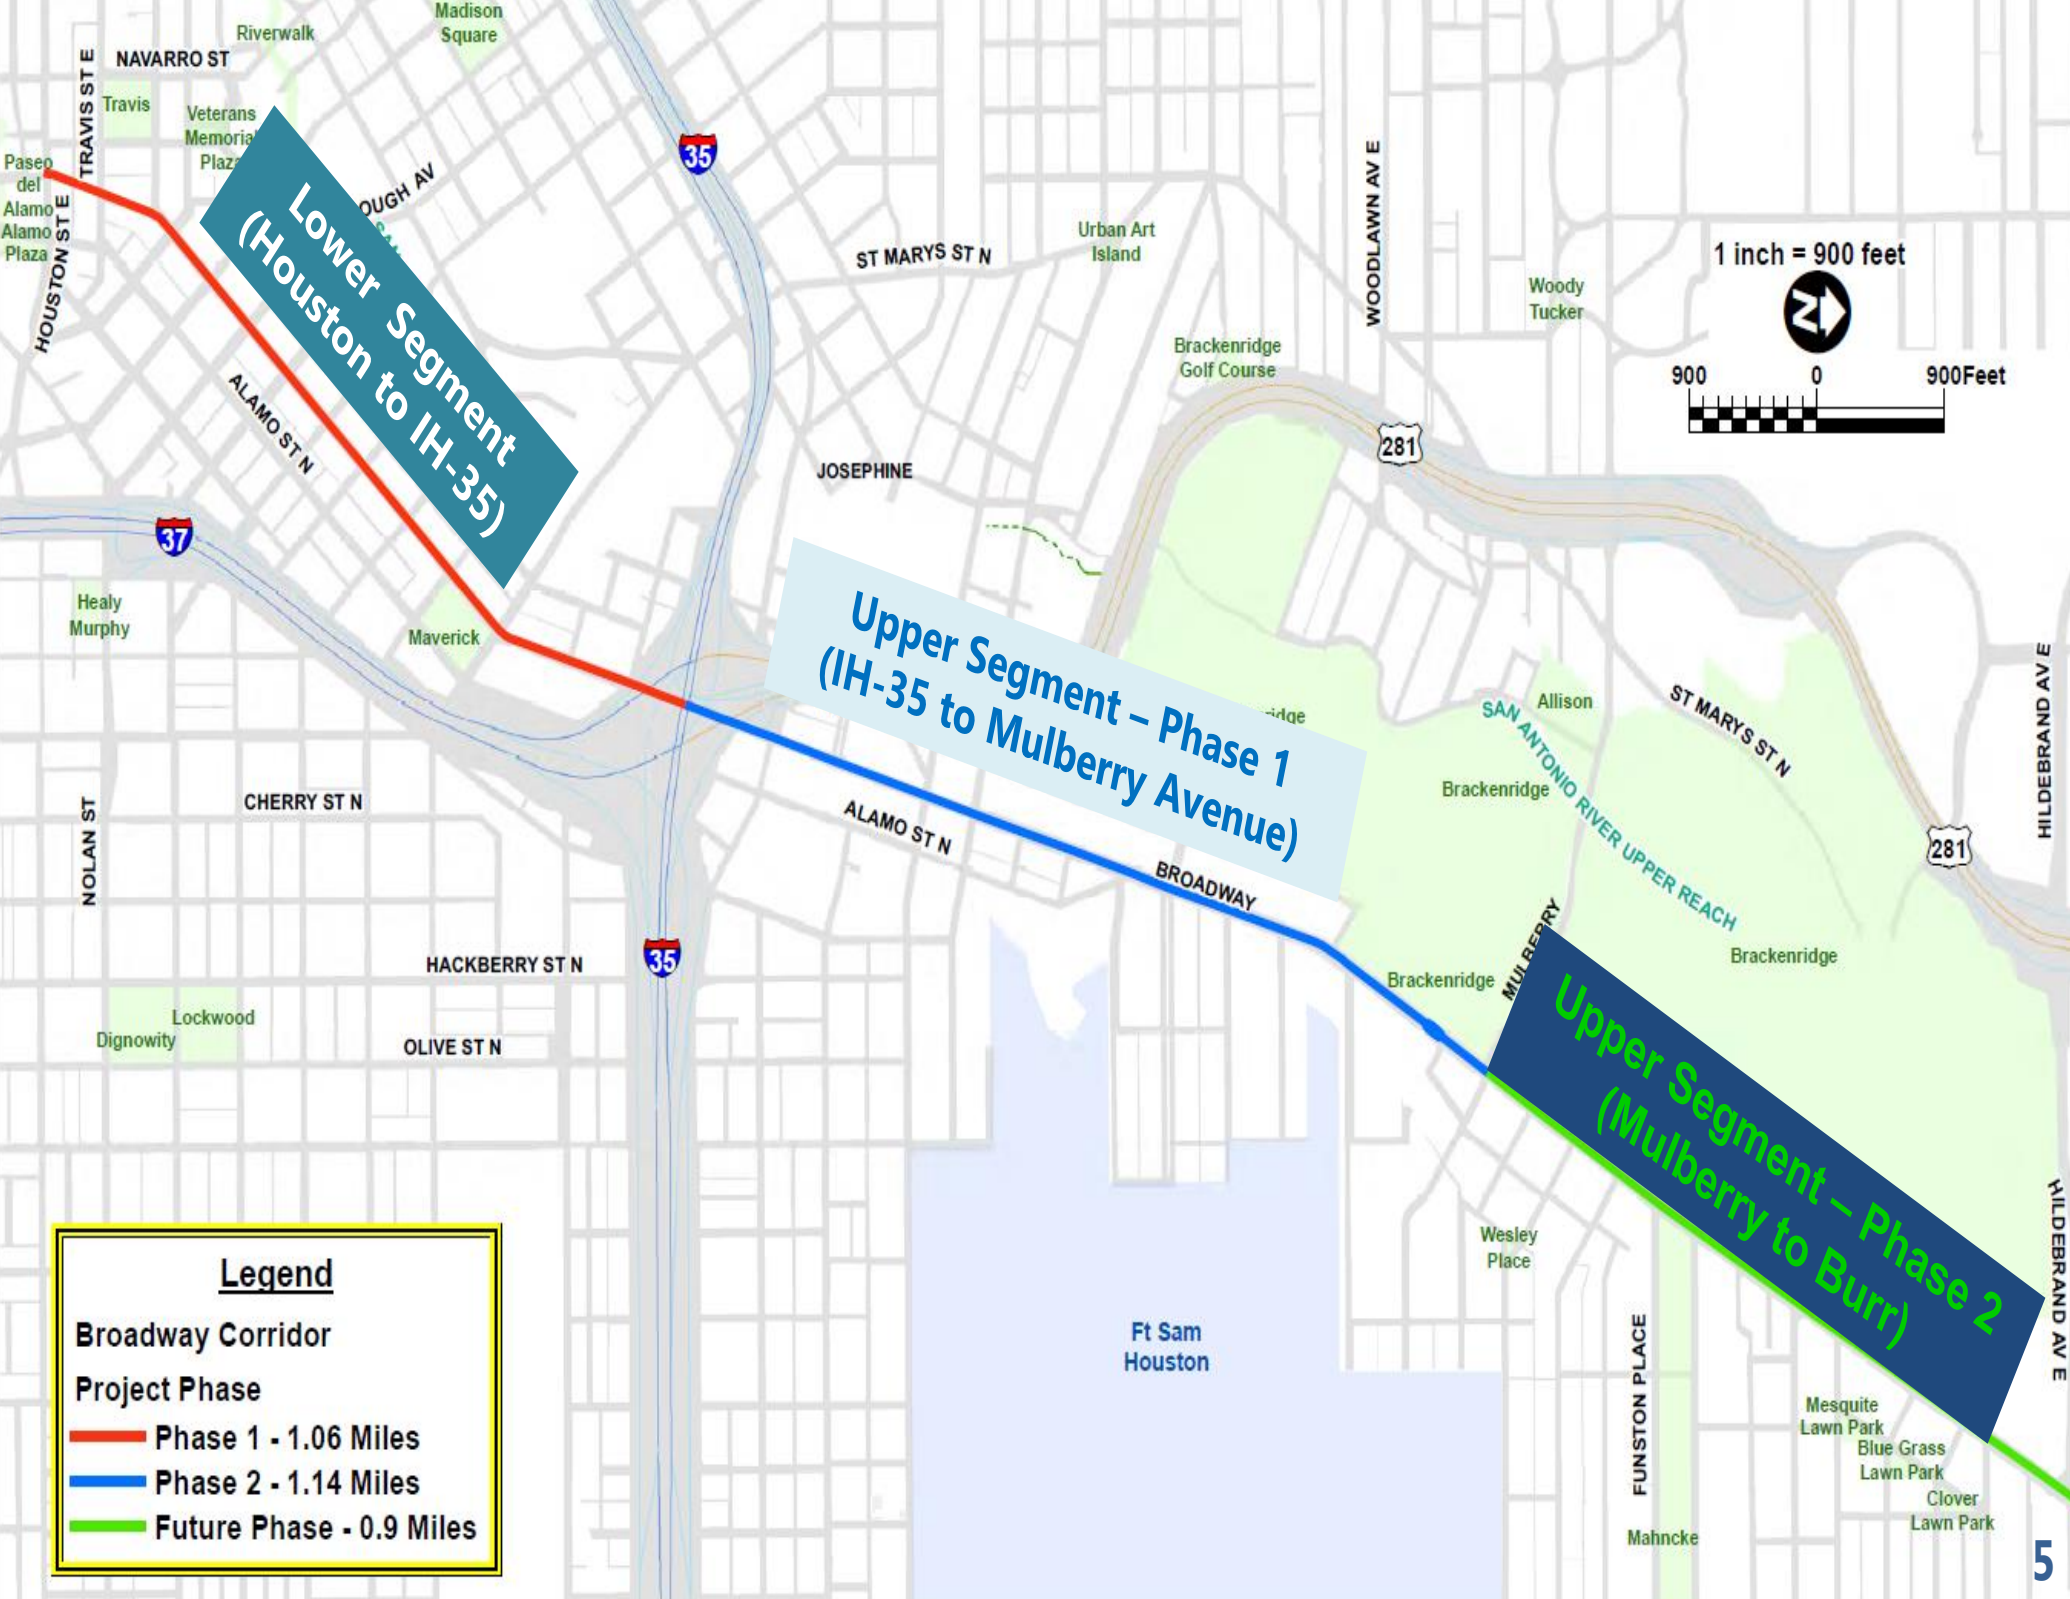 Madison
Square
Riverwalk
NAVARRO ST
TRAVIS ST E
Travis
Veterans
Memorial
Plaza
Paseo
del
Alamo
Alamo
Plaza
HOUSTON ST E
OUGH AV
SAN
35
Lower Segment
(Houston to IH-35)
ALAMO ST N
37
Healy
Murphy
Maverick
ST MARYS ST N
Urban Art
Island
WOODLAWN AV E
Woody
Tucker
1 inch = 900 feet
N
900
0
900Feet
Brackenridge
Golf Course
281
JOSEPHINE
Upper Segment – Phase 1
(IH-35 to Mulberry Avenue)
idge
Allison
SAN ANTONIO RIVER UPPER REACH
ST MARYS ST N
HILDEBRAND AV E
Brackenridge
281
NOLAN ST
CHERRY ST N
ALAMO ST N
BROADWAY
HACKBERRY ST N
35
Brackenridge
MULBERRY
Brackenridge
Lockwood
Dignowity
OLIVE ST N
Upper Segment – Phase 2
(Mulberry to Burr)
HILDEBRAND AV E
Wesley
Place
Ft Sam
Houston
FUNSTON PLACE
Mesquite
Lawn Park
Blue Grass
Lawn Park
Clover
Lawn Park
Mahncke
Legend
Broadway Corridor
Project Phase
Phase 1 - 1.06 Miles
Phase 2 - 1.14 Miles
Future Phase - 0.9 Miles
5